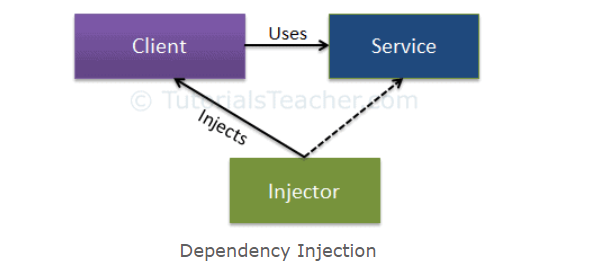 Uses
Client
Service
© TutorialsTeacher.com
Injects
Injector
Dependency Injection